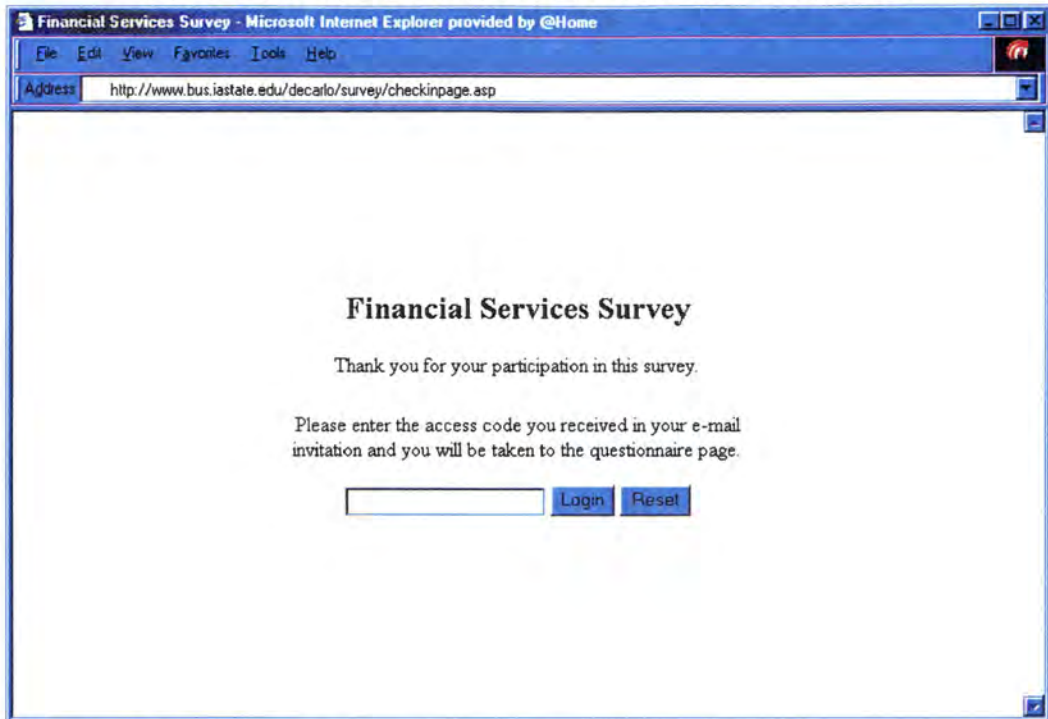 Financial Services Survey - Microsoft Internet Explorer provided by @Home
File Edit View Favorites Tools Help
Address http://www.bus.iastate.edu/decarlo/survey/checkinpage.asp
Financial Services Survey
Thank you for your participation in this survey.
Please enter the access code you received in your e-mail
invitation and you will be taken to the questionnaire page.
Login Reset